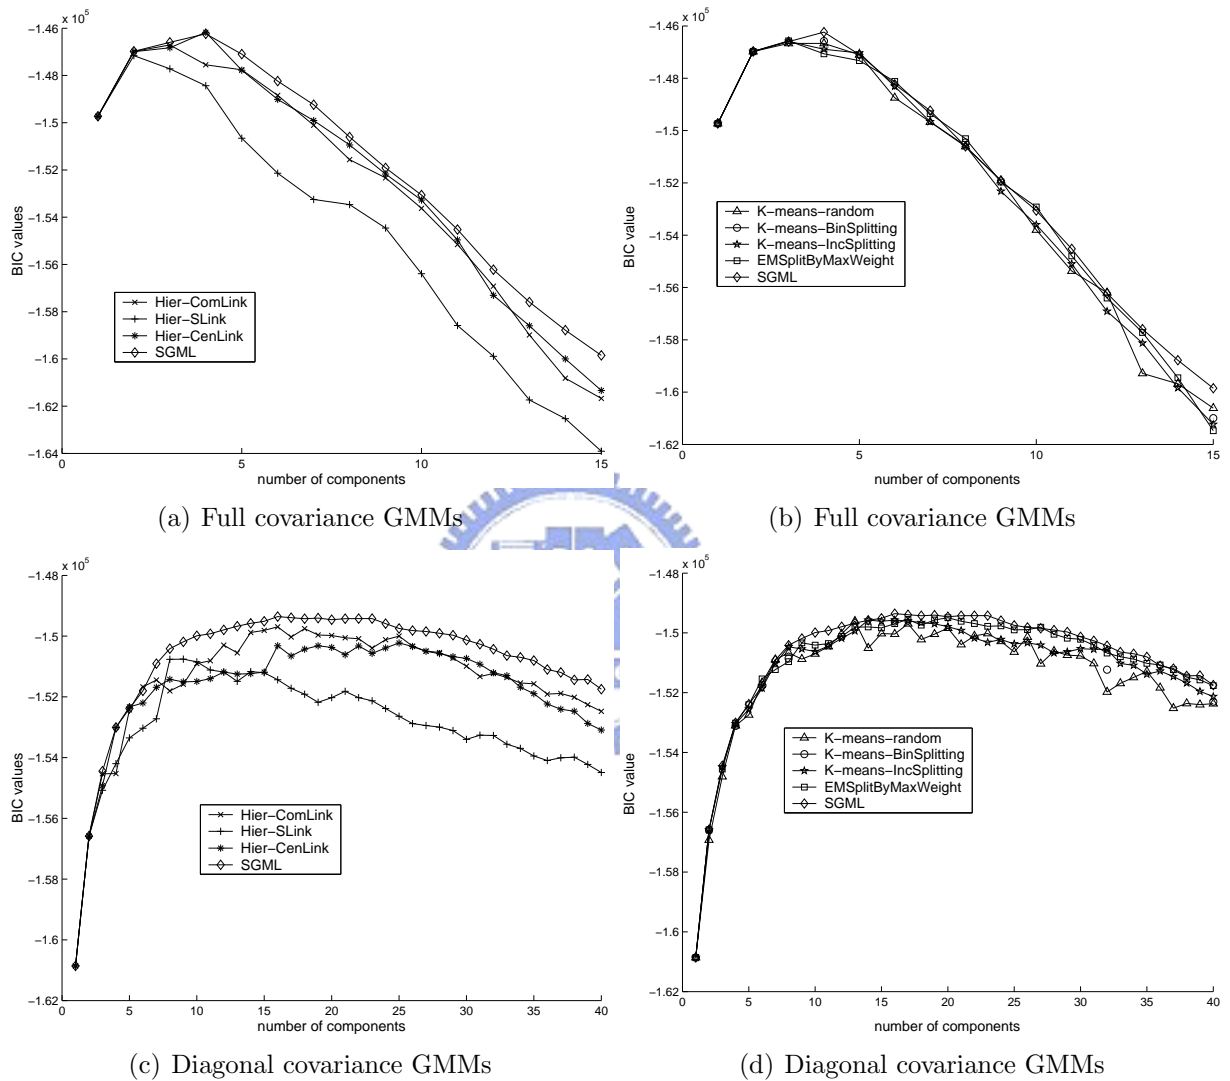 x 10^5
−1.46
−1.48
−1.5
−1.52
−1.54
−1.56
−1.58
−1.6
−1.62
−1.64
BIC values
0
5
10
15
number of components
Hier−ComLink
Hier−SLink
Hier−CenLink
SGML
(a) Full covariance GMMs
x 10^5
−1.46
−1.48
−1.5
−1.52
−1.54
−1.56
−1.58
−1.6
−1.62
BIC value
0
5
10
15
number of components
K−means−random
K−means−BinSplitting
K−means−IncSplitting
EMSplitByMaxWeight
SGML
(b) Full covariance GMMs
x 10^5
−1.48
−1.5
−1.52
−1.54
−1.56
−1.58
−1.6
−1.62
BIC values
0
5
10
15
20
25
30
35
40
number of components
Hier−ComLink
Hier−SLink
Hier−CenLink
SGML
(c) Diagonal covariance GMMs
x 10^5
−1.48
−1.5
−1.52
−1.54
−1.56
−1.58
−1.6
−1.62
BIC value
0
5
10
15
20
25
30
35
40
number of components
K−means−random
K−means−BinSplitting
K−means−IncSplitting
EMSplitByMaxWeight
SGML
(d) Diagonal covariance GMMs